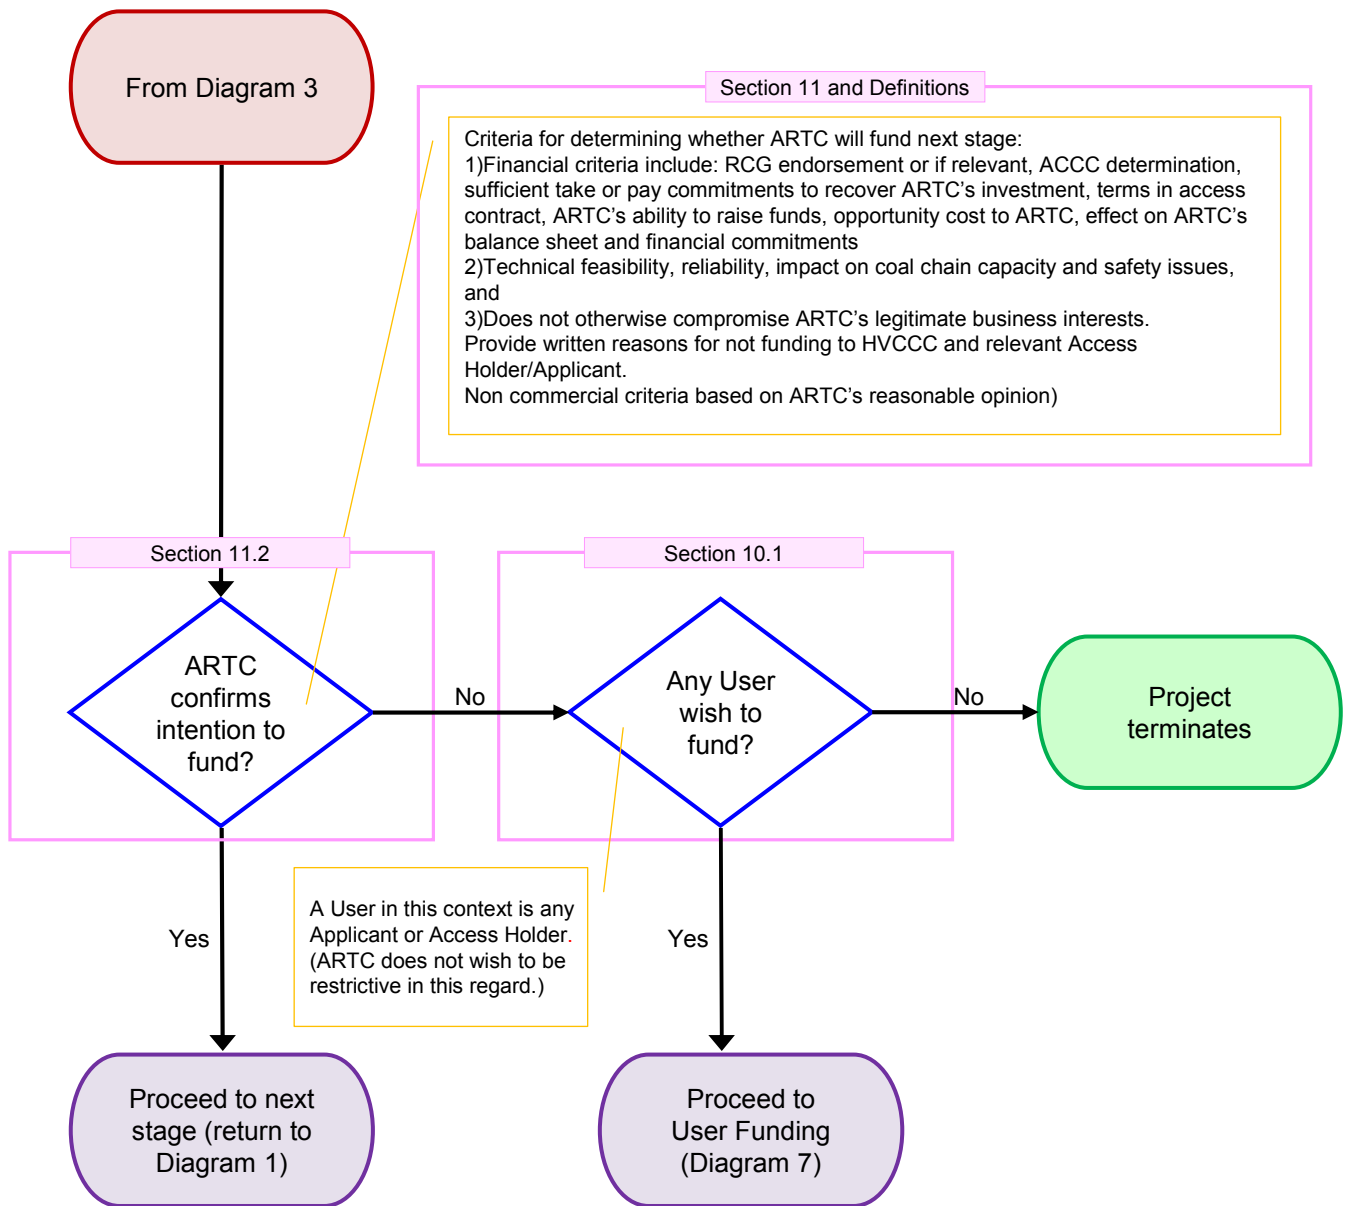 From Diagram 3
Section 11 and Definitions
Criteria for determining whether ARTC will fund next stage:
1)Financial criteria include: RCG endorsement or if relevant, ACCC determination,
sufficient take or pay commitments to recover ARTC’s investment, terms in access
contract, ARTC’s ability to raise funds, opportunity cost to ARTC, effect on ARTC’s
balance sheet and financial commitments
2)Technical feasibility, reliability, impact on coal chain capacity and safety issues,
and
3)Does not otherwise compromise ARTC’s legitimate business interests.
Provide written reasons for not funding to HVCCC and relevant Access
Holder/Applicant.
Non commercial criteria based on ARTC’s reasonable opinion)
Section 11.2
Section 10.1
ARTC
confirms
intention to
fund?
No
Any User
wish to
fund?
No
Project
terminates
Yes
A User in this context is any
Applicant or Access Holder.
(ARTC does not wish to be
restrictive in this regard.)
Yes
Proceed to next
stage (return to
Diagram 1)
Proceed to
User Funding
(Diagram 7)